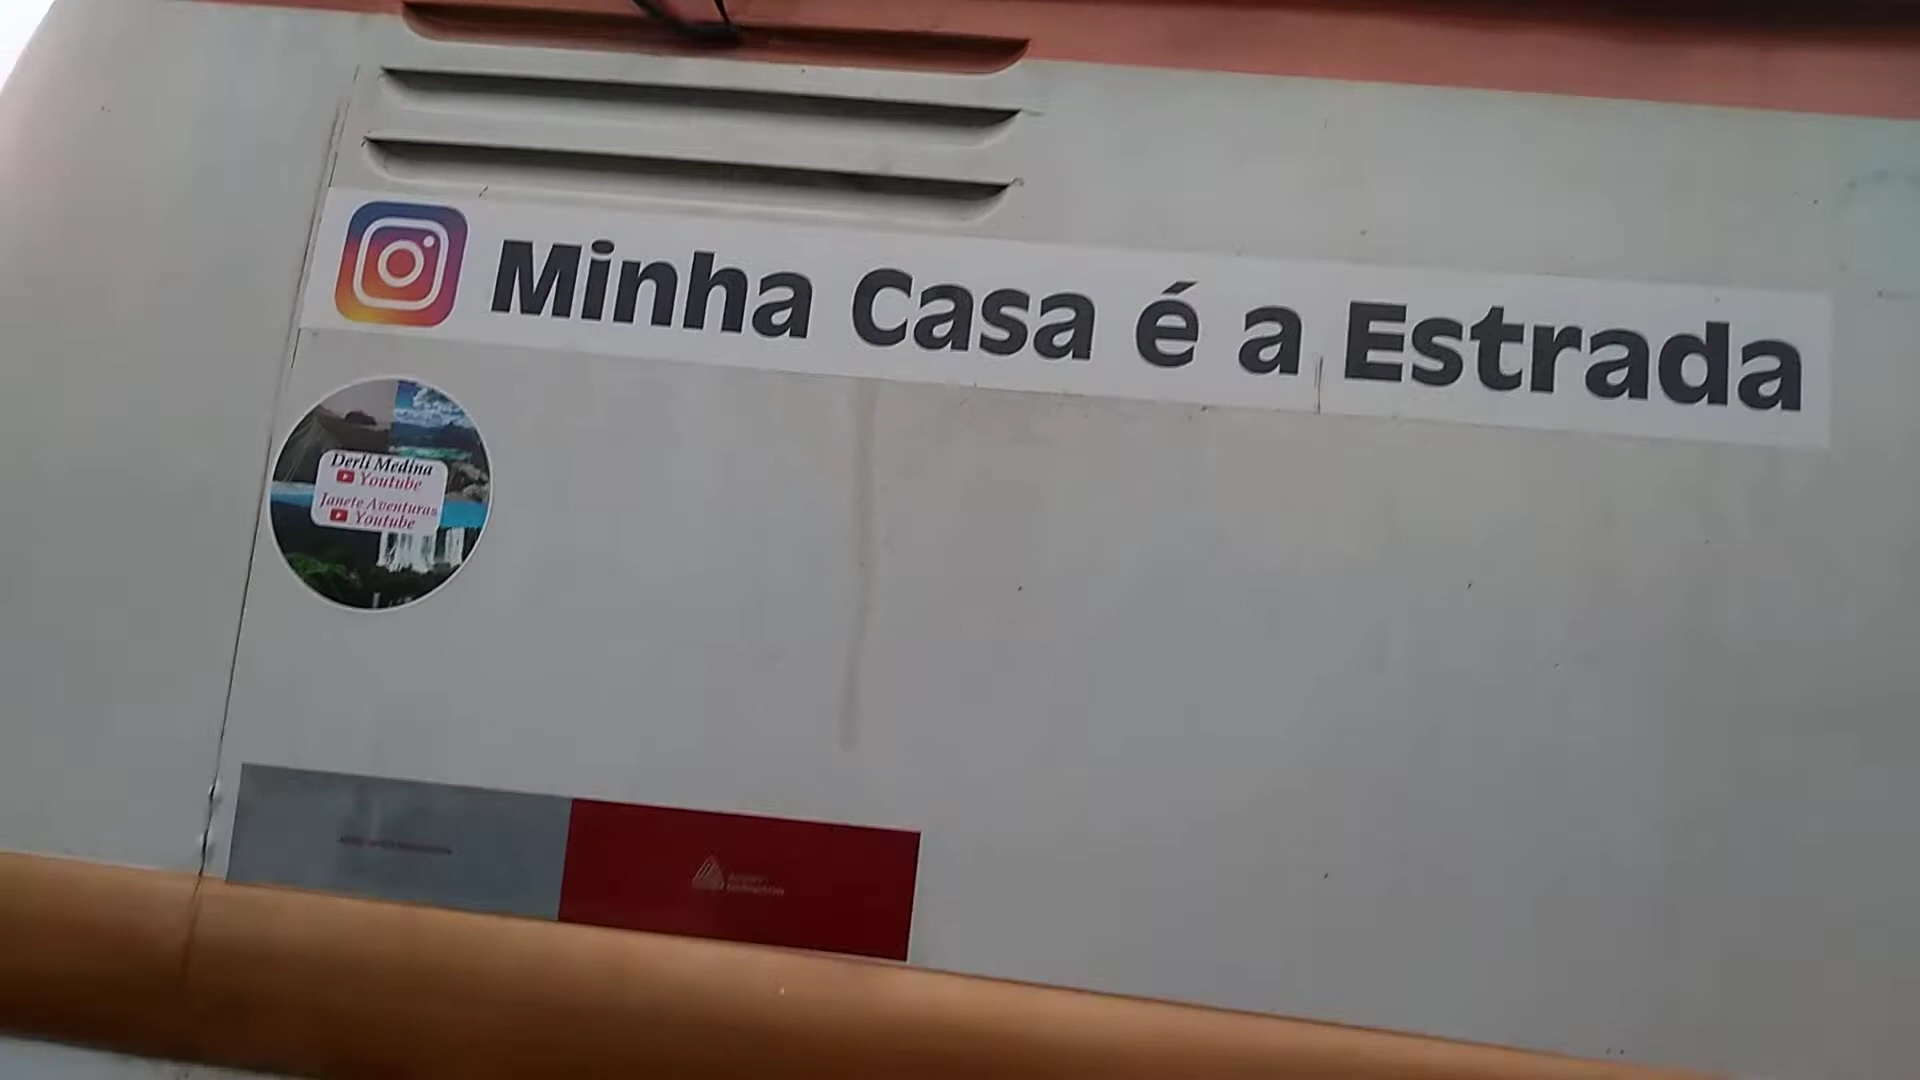 Minha Casa é a Estrada
Derli Medina
Youtube
Janete Aventuras
Youtube